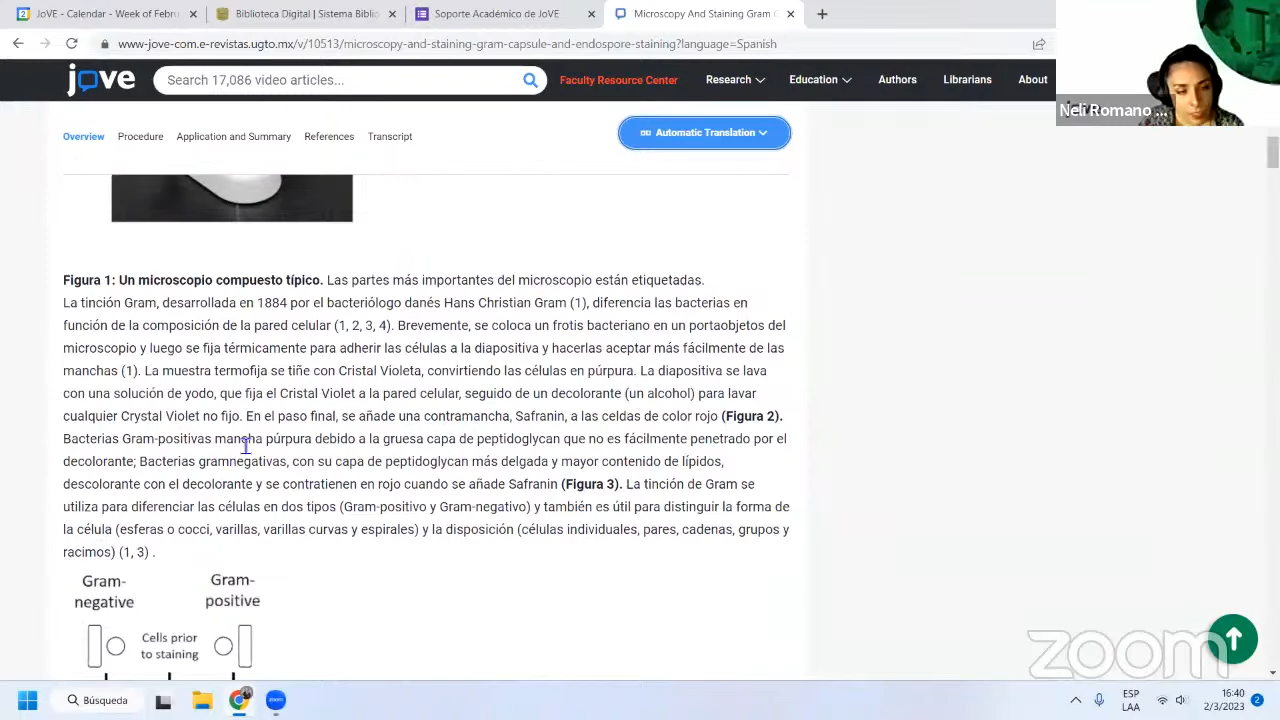 JoVE - Calendar - Week of Febru
Biblioteca Digital | Sistema Biblio
Soporte Académico de JoVE
Microscopy And Staining Gram C
www-jove-com.e-revistas.ugto.mx/v/10513/microscopy-and-staining-gram-capsule-and-endospore-staining?language=Spanish
jove
Search 17,086 video articles...
Faculty Resource Center
Research
Education
Authors
Librarians
About
Neli Romano ...
Overview
Procedure
Application and Summary
References
Transcript
Automatic Translation
Figura 1: Un microscopio compuesto típico. Las partes más importantes del microscopio están etiquetadas.
La tinción Gram, desarrollada en 1884 por el bacteriólogo danés Hans Christian Gram (1), diferencia las bacterias en
función de la composición de la pared celular (1, 2, 3, 4). Brevemente, se coloca un frotis bacteriano en un portaobjetos del
microscopio y luego se fija térmicamente para adherir las células a la diapositiva y hacerlas aceptar más fácilmente de las
manchas (1). La muestra termofija se tiñe con Cristal Violeta, convirtiendo las células en púrpura. La diapositiva se lava
con una solución de yodo, que fija el Cristal Violet a la pared celular, seguido de un decolorante (un alcohol) para lavar
cualquier Crystal Violet no fijo. En el paso final, se añade una contramancha, Safranin, a las celdas de color rojo (Figura 2).
Bacterias Gram-positivas mancha púrpura debido a la gruesa capa de peptidoglycan que no es fácilmente penetrado por el
decolorante; Bacterias gramnegativas, con su capa de peptidoglycan más delgada y mayor contenido de lípidos,
descolorante con el decolorante y se contratienen en rojo cuando se añade Safranin (Figura 3). La tinción de Gram se
utiliza para diferenciar las células en dos tipos (Gram-positivo y Gram-negativo) y también es útil para distinguir la forma de
la célula (esferas o cocci, varillas, varillas curvas y espirales) y la disposición (células individuales, pares, cadenas, grupos y
racimos) (1, 3) .
Gram-
negative
Gram-
positive
Cells prior
to staining
zoom
Búsqueda
zoom
ESP
LAA
16:40
2/3/2023
2